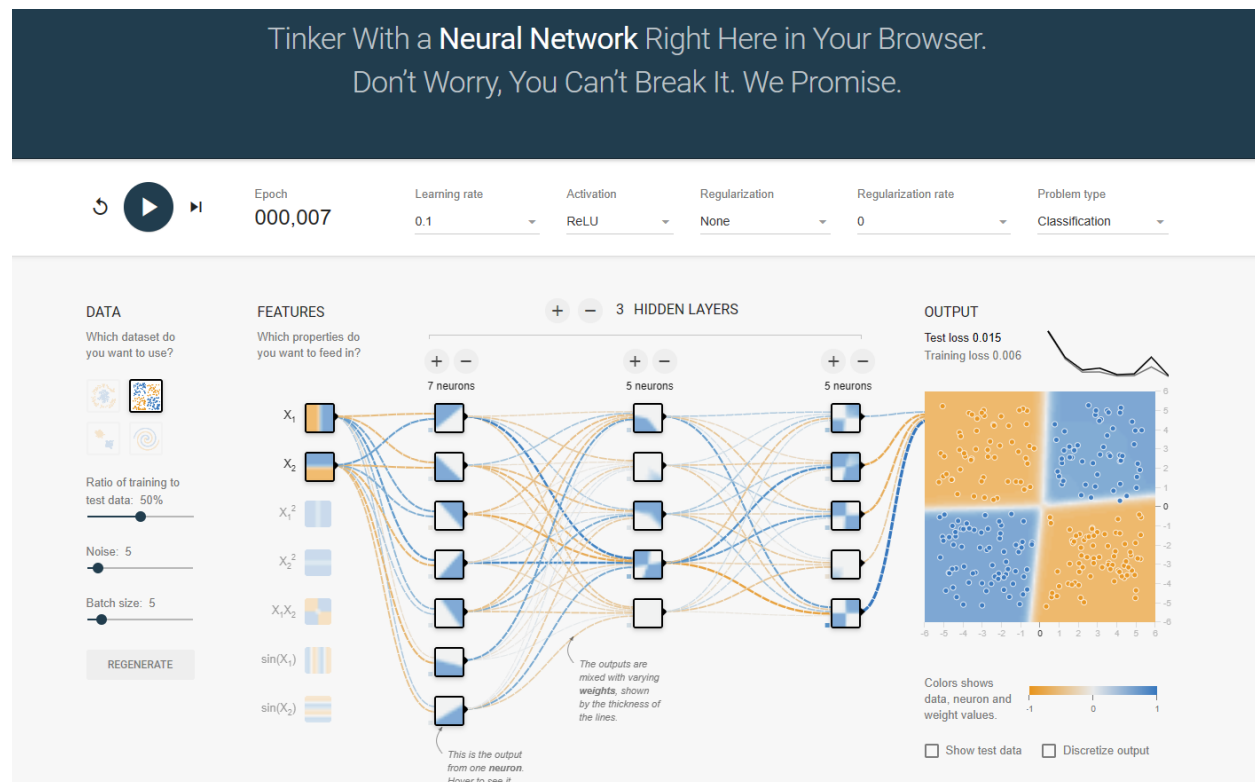 Tinker With a Neural Network Right Here in Your Browser.
Don't Worry, You Can't Break It. We Promise.
Epoch
000,007
Learning rate
0.1
Activation
ReLU
Regularization
None
Regularization rate
0
Problem type
Classification
DATA
Which dataset do
you want to use?
Ratio of training to
test data: 50%
Noise: 5
Batch size: 5
REGENERATE
FEATURES
Which properties do
you want to feed in?
X1
X2
X1²
X2²
X1X2
sin(X1)
sin(X2)
+ − 3 HIDDEN LAYERS
+ −
7 neurons
+ −
5 neurons
+ −
5 neurons
The outputs are
mixed with varying
weights, shown
by the thickness of
the lines.
This is the output
from one neuron.
Hover to see it
OUTPUT
Test loss 0.015
Training loss 0.006
6
5
4
3
2
1
0
-1
-2
-3
-4
-5
-6
-6 -5 -4 -3 -2 -1 0 1 2 3 4 5 6
Colors shows
data, neuron and
weight values.
-1 0 1
Show test data
Discretize output